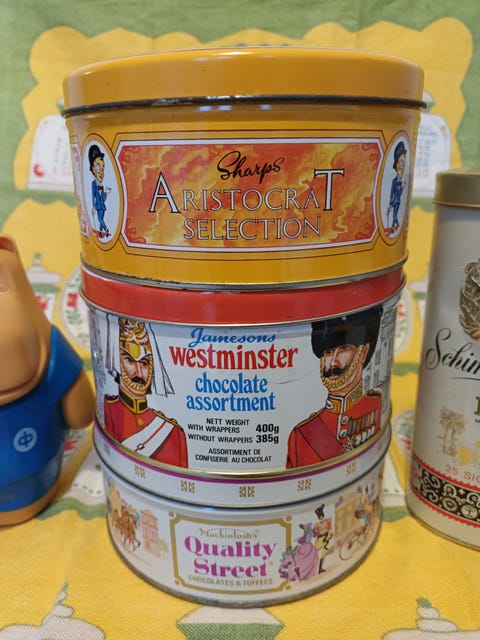 Sharps
ARISTOCRAT
SELECTION
Jamesons
westminster
chocolate
assortment
NETT WEIGHT
WITH WRAPPERS 400g
WITHOUT WRAPPERS 385g
ASSORTIMENT DE
CONFISERIE AU CHOCOLAT
Mackintosh's
Quality
Street
CHOCOLATES & TOFFEES
25